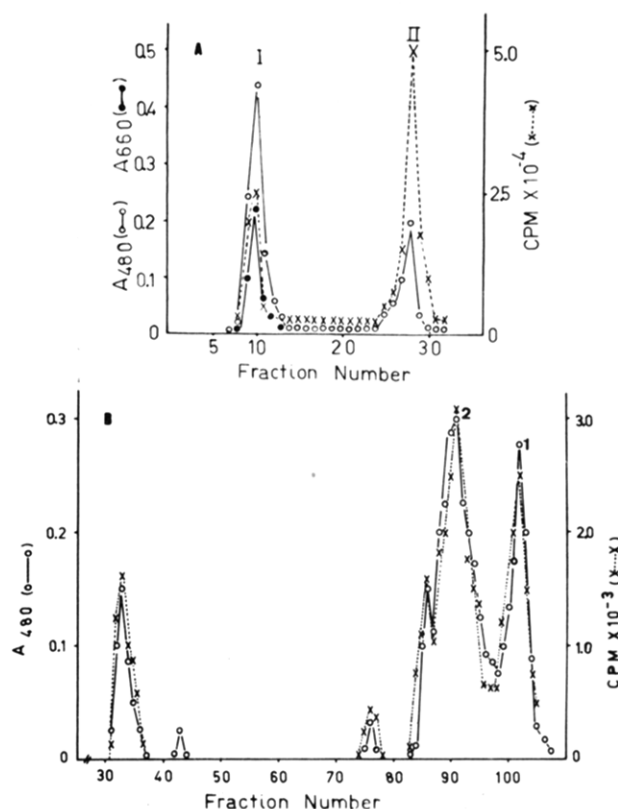 A
I
II
0.5
0.4
0.3
0.2
0.1
0
A480 (o—o) A660 (●—●)
5.0
2.5
0
CPM X 10-4 (x---x)
5 10 20 30
Fraction Number
B
2
1
0.3
0.2
0.1
0
A480 (o—o)
3.0
2.0
1.0
0
CPM X10-3 (x--x)
30 40 50 60 70 80 90 100
Fraction Number